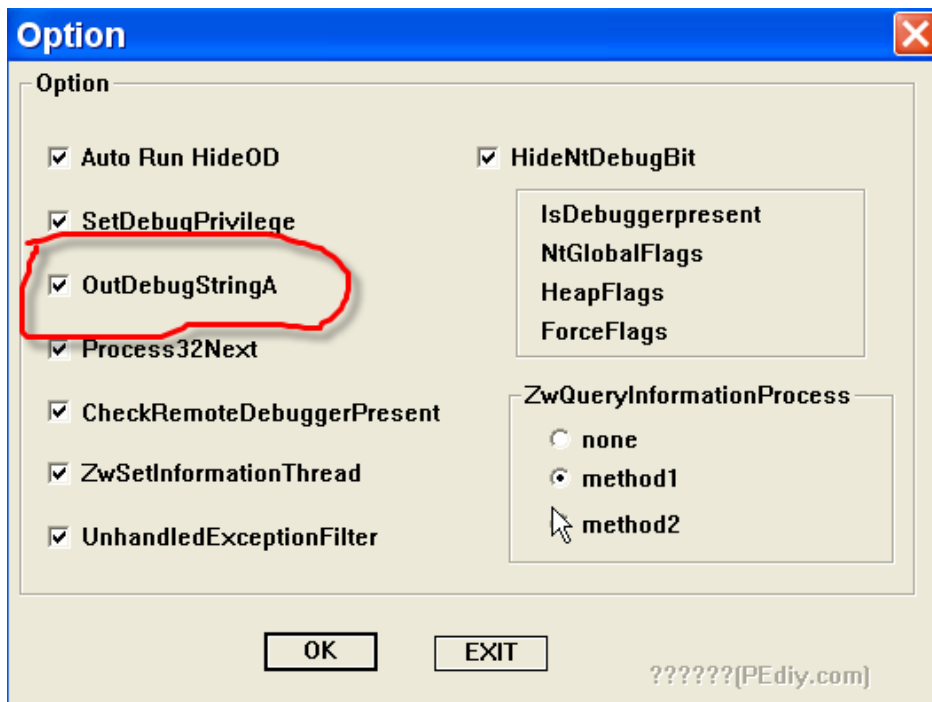 Option
Option
Auto Run HideOD
SetDebugPrivilege
OutDebugStringA
Process32Next
CheckRemoteDebuggerPresent
ZwSetInformationThread
UnhandledExceptionFilter
HideNtDebugBit
IsDebuggerpresent
NtGlobalFlags
HeapFlags
ForceFlags
ZwQueryInformationProcess
none
method1
method2
OK
EXIT
??????(PEdiy.com)